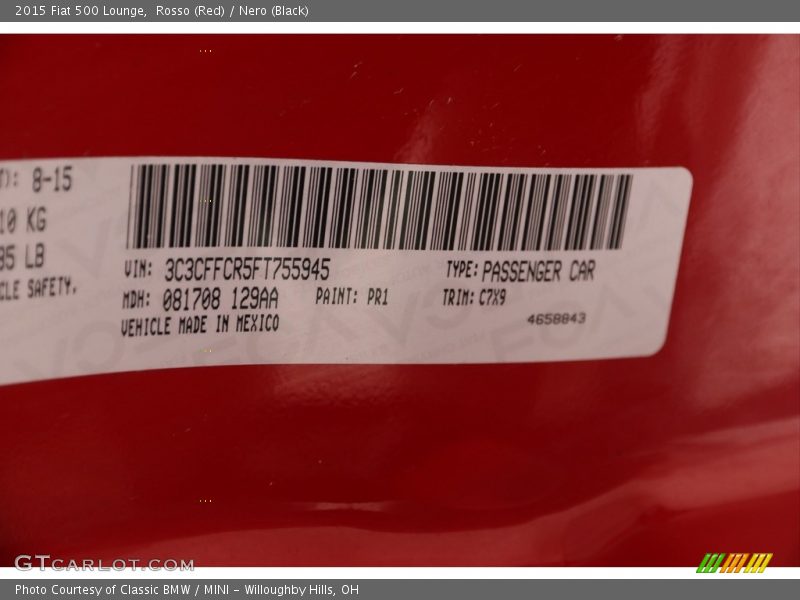 2015 Fiat 500 Lounge, Rosso (Red) / Nero (Black)
8-15
10 KG
LB
SAFETY.
VIN: 3C3CFFCR5FT755945
TYPE: PASSENGER CAR
MDH: 081708 129AA
PAINT: PR1
TRIM: C7X9
VEHICLE MADE IN MEXICO
4658843
GTCARLOT.COM
Photo Courtesy of Classic BMW / MINI - Willoughby Hills, OH